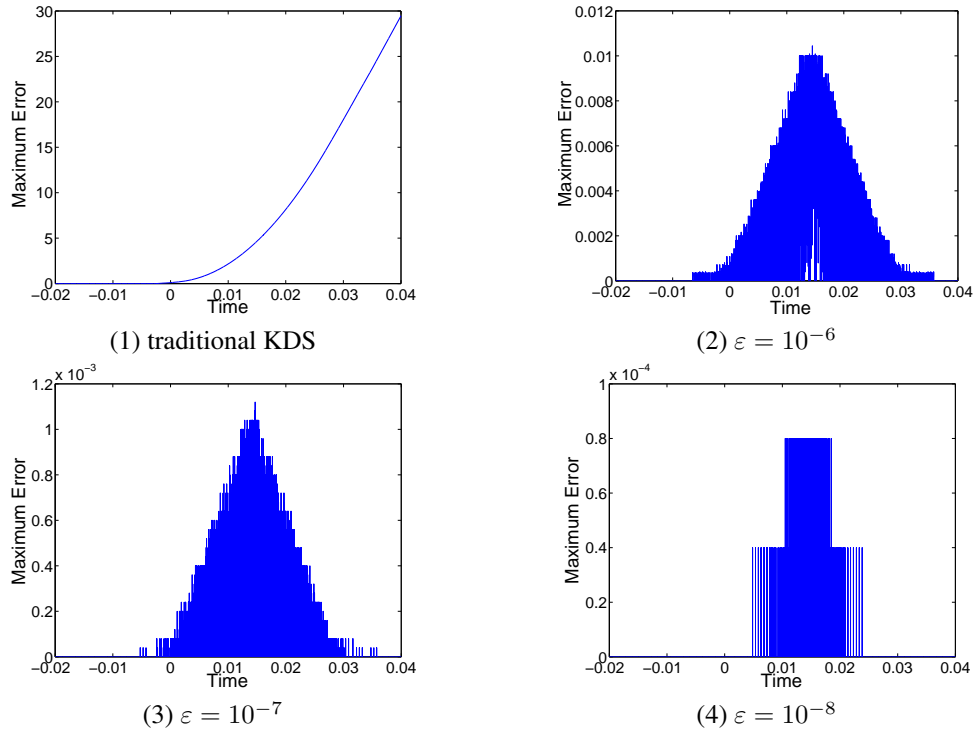 30
25
20
15
10
5
0
−0.02 −0.01 0 0.01 0.02 0.03 0.04
Maximum Error
Time
(1) traditional KDS
0.012
0.01
0.008
0.006
0.004
0.002
0
−0.02 −0.01 0 0.01 0.02 0.03 0.04
Maximum Error
Time
(2) ε = 10⁻⁶
x 10⁻³
1.2
1
0.8
0.6
0.4
0.2
0
−0.02 −0.01 0 0.01 0.02 0.03 0.04
Maximum Error
Time
(3) ε = 10⁻⁷
x 10⁻⁴
1
0.8
0.6
0.4
0.2
0
−0.02 −0.01 0 0.01 0.02 0.03 0.04
Maximum Error
Time
(4) ε = 10⁻⁸